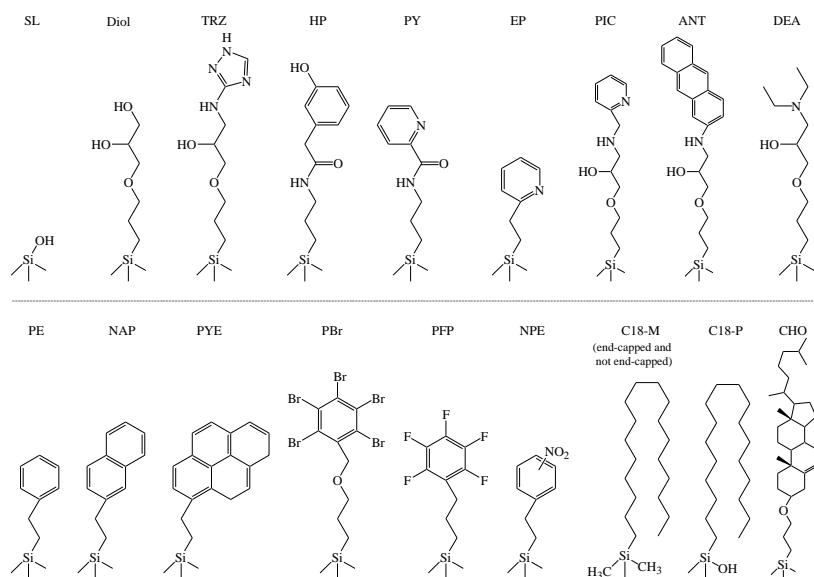 SL Diol TRZ HP PY EP PIC ANT DEA
H
N
N
N
HO
HO
HN
HO
O
Si
HO
O
HN
Si
N
O
HN
Si
N
Si
N
HN
HO
O
Si
HN
HO
O
Si
N
HO
O
Si
HO
HO
O
Si
OH
Si
PE NAP PYE PBr PFP NPE C18-M C18-P CHO
(end-capped and
not end-capped)
Br
Br Br
Br Br
O
Si
F
F F
F F
Si
NO2
Si
Si
Si
Si
Si
H3C CH3
Si
OH
O
Si